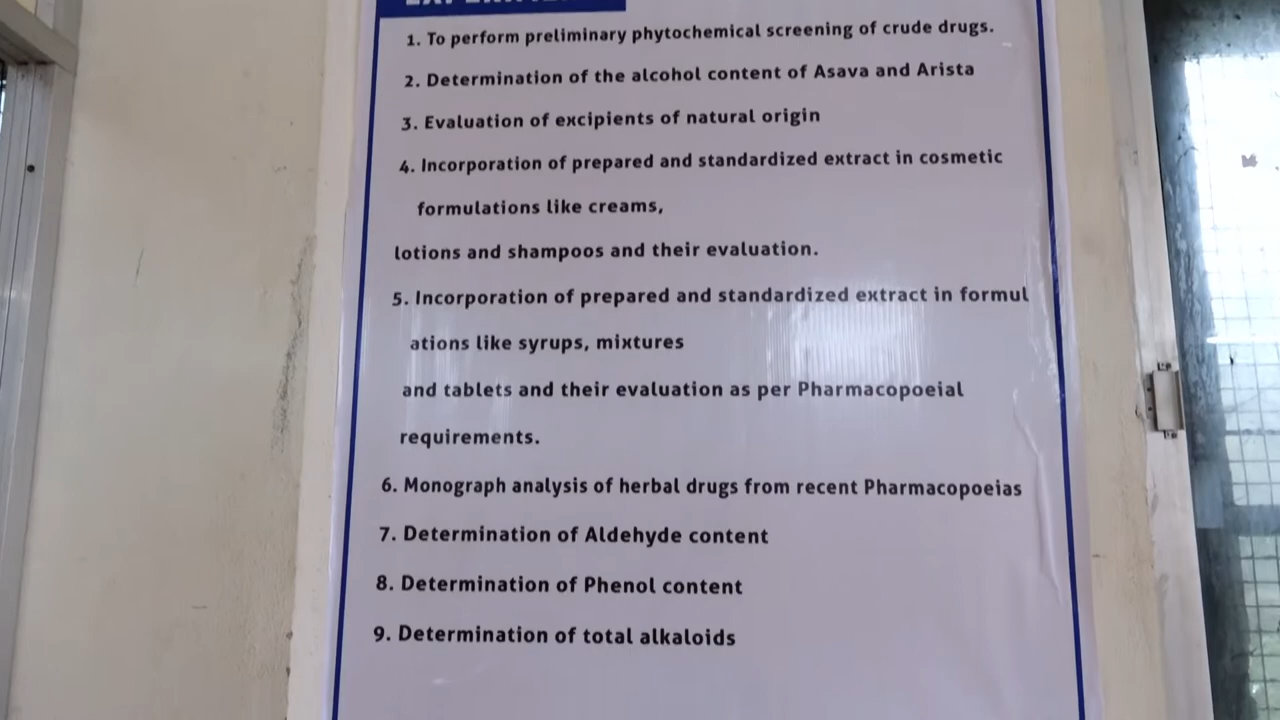 1. To perform preliminary phytochemical screening of crude drugs.
2. Determination of the alcohol content of Asava and Arista
3. Evaluation of excipients of natural origin
4. Incorporation of prepared and standardized extract in cosmetic
formulations like creams,
lotions and shampoos and their evaluation.
5. Incorporation of prepared and standardized extract in formul
ations like syrups, mixtures
and tablets and their evaluation as per Pharmacopoeial
requirements.
6. Monograph analysis of herbal drugs from recent Pharmacopoeias
7. Determination of Aldehyde content
8. Determination of Phenol content
9. Determination of total alkaloids